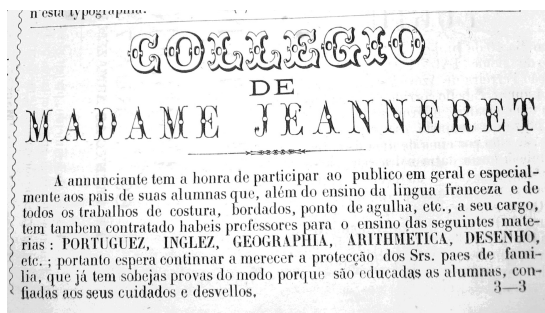 n'esta typographia.
COLLEGIO
DE
MADAME JEANNERET
A annunciante tem a honra de participar ao publico em geral e especial-
mente aos pais de suas alumnas que, além do ensino da lingua franceza e de
todos os trabalhos de costura, bordados, ponto de agulha, etc., a seu cargo,
tem tambem contratado habeis professores para o ensino das seguintes mate-
rias: PORTUGUEZ, INGLEZ, GEOGRAPHIA, ARITHMÉTICA, DESENHO,
etc.; portanto espera continnar a merecer a protecção dos Srs. paes de fami-
lia, que já tem sobejas provas do modo porque são educadas as alumnas, con-
fiadas aos seus cuidados e desvellos.
3—3